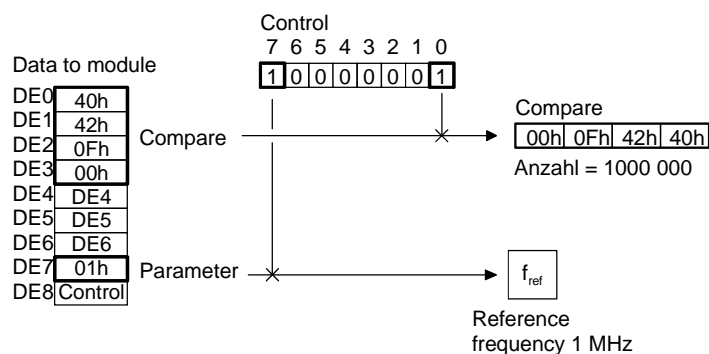 Control
7 6 5 4 3 2 1 0
1 0 0 0 0 0 0 1
Data to module
DE0 40h
DE1 42h
DE2 0Fh
DE3 00h
DE4 DE4
DE5 DE5
DE6 DE6
DE7 01h
DE8 Control
Compare
Parameter
Compare
00h 0Fh 42h 40h
Anzahl = 1000 000
fref
Reference
frequency 1 MHz